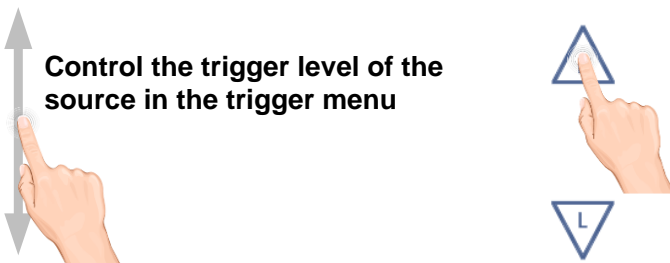 Control the trigger level of the
source in the trigger menu
L